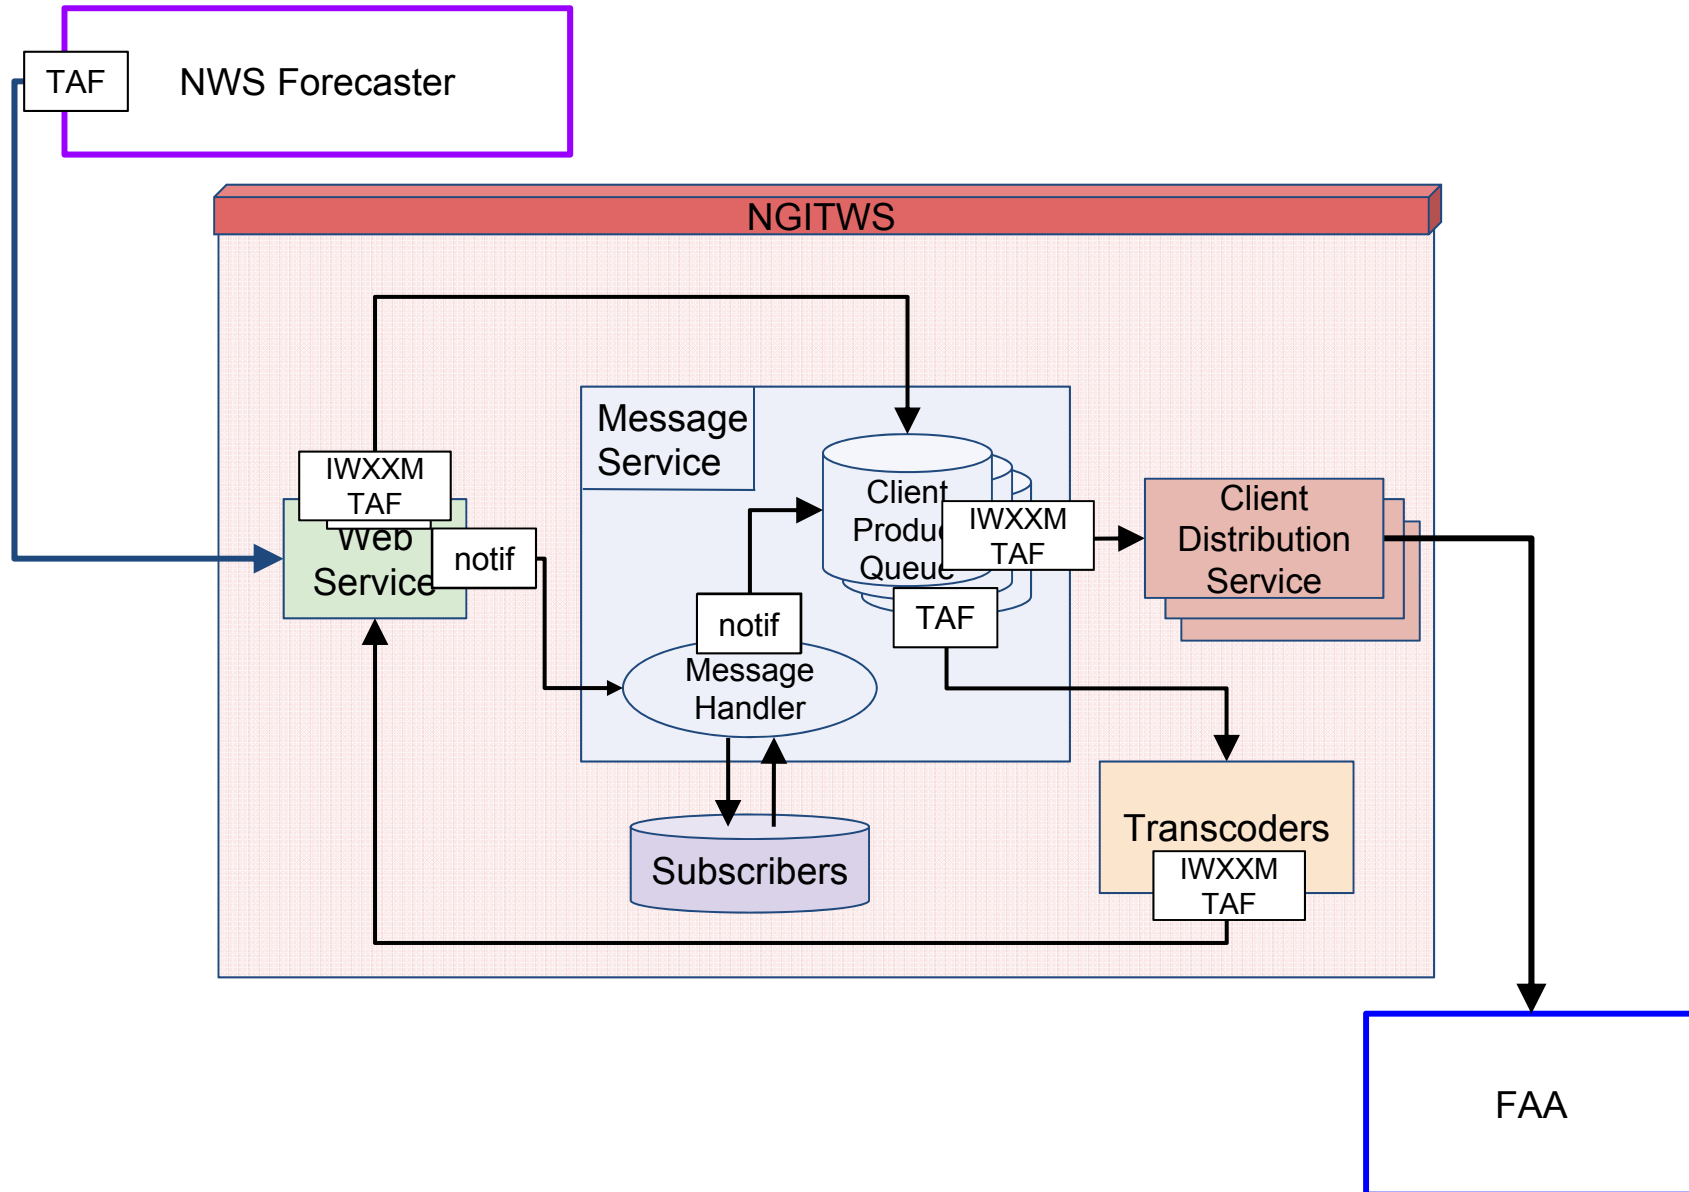 TAF
NWS Forecaster
NGITWS
Message
Service
IWXXM
TAF
Web
Service
notif
Client
Produc
Queue
IWXXM
TAF
TAF
notif
Message
Handler
Client
Distribution
Service
Subscribers
Transcoders
IWXXM
TAF
FAA